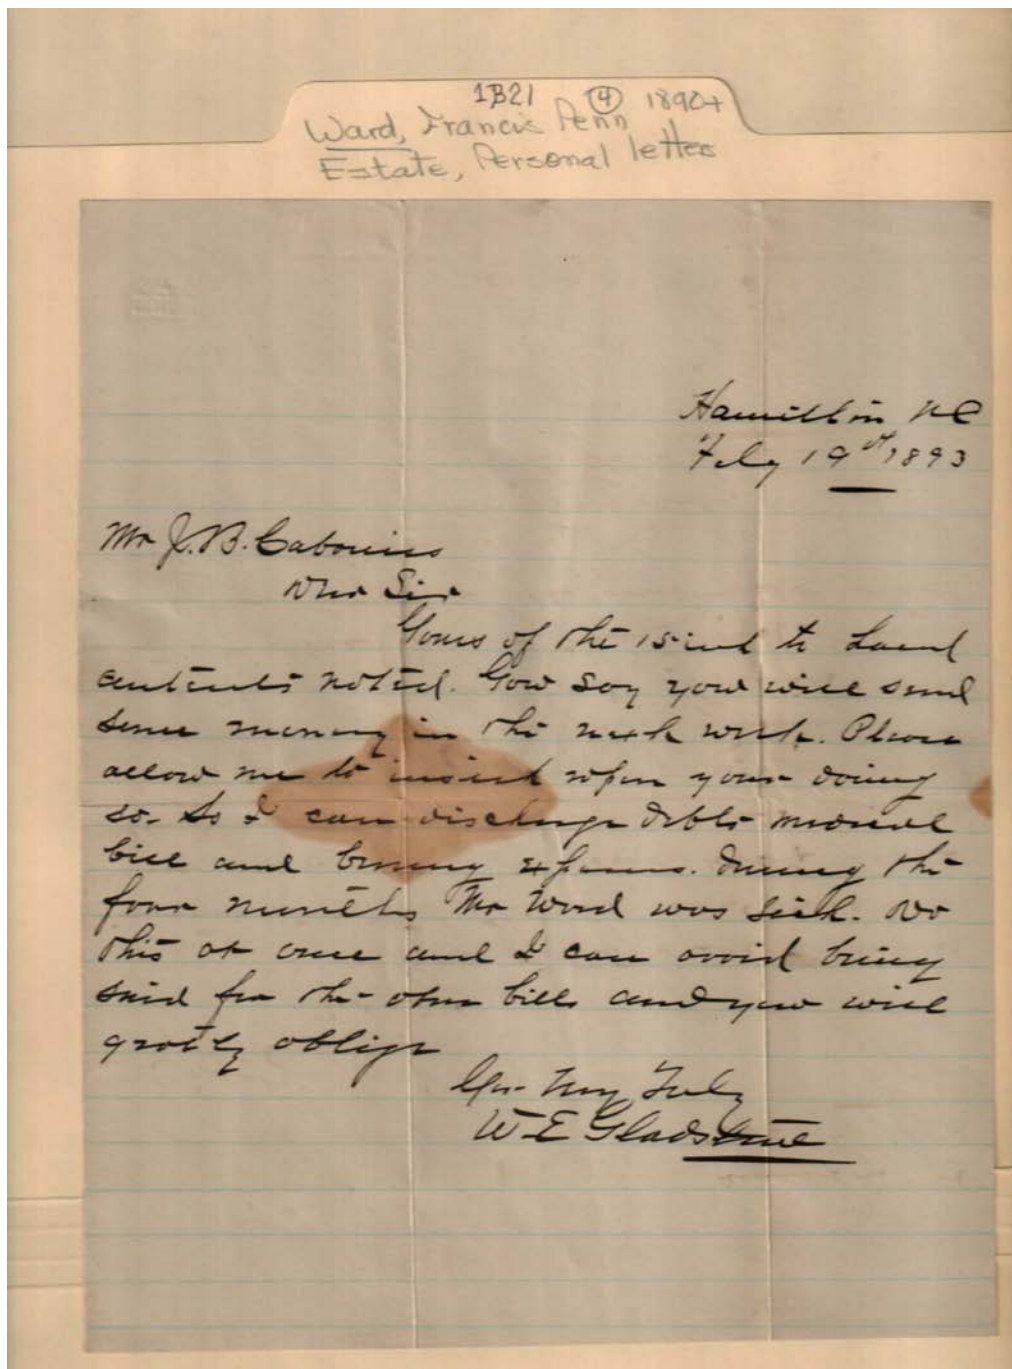 1B21 ④ 1890+
Ward, Francis Penn
Estate, Personal letters
Hamilton NC
Feby 19th 1893
Mr J. B. Cabaniss
Dear Sir
Yours of the 15 inst to hand
contents noted. You say you will send
some money in the next week. Please
allow me to insist upon your doing
so. So I can discharge debts medical
bill and burying expenses. During the
four months Mr Ward was sick. Do
this at once and I can avoid being
sued for the other bills and you will
greatly oblige
Yr Very Truly
W E Gladstone